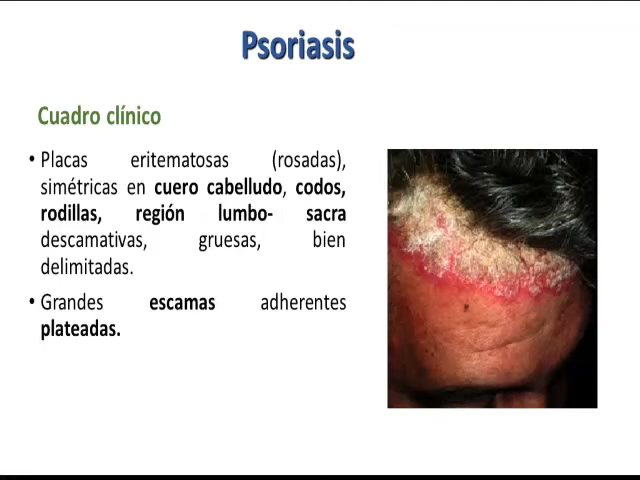 Psoriasis
Cuadro clínico
• Placas eritematosas (rosadas),
simétricas en cuero cabelludo, codos,
rodillas, región lumbo- sacra
descamativas, gruesas, bien
delimitadas.
• Grandes escamas adherentes
plateadas.